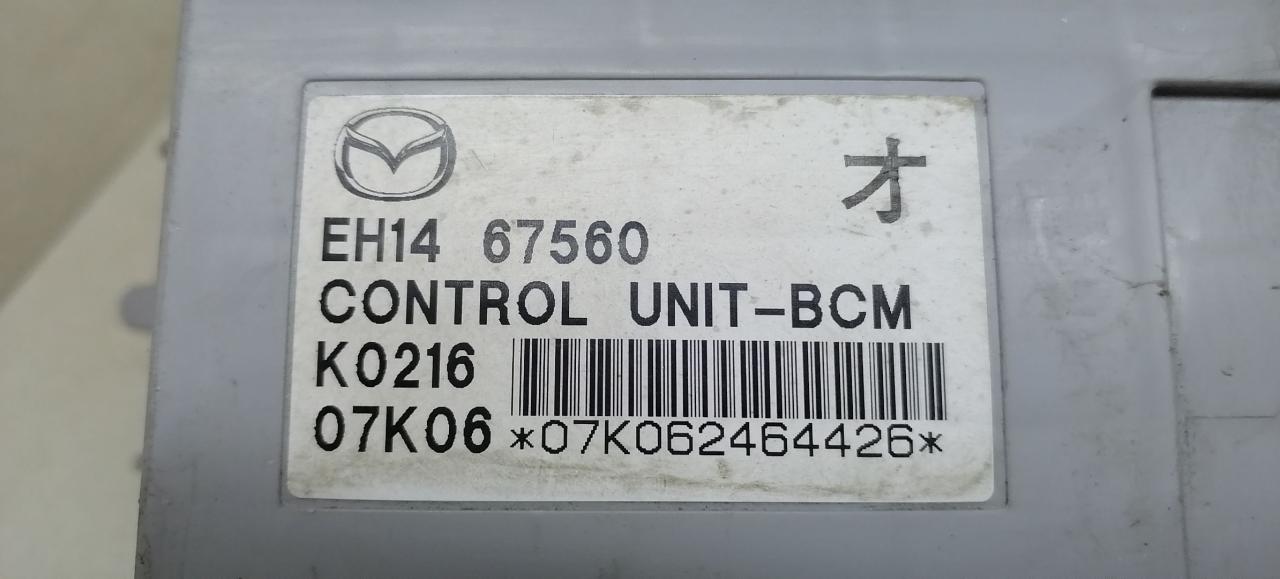 オ
EH14 67560
CONTROL UNIT-BCM
K0216
07K06 *07K062464426*